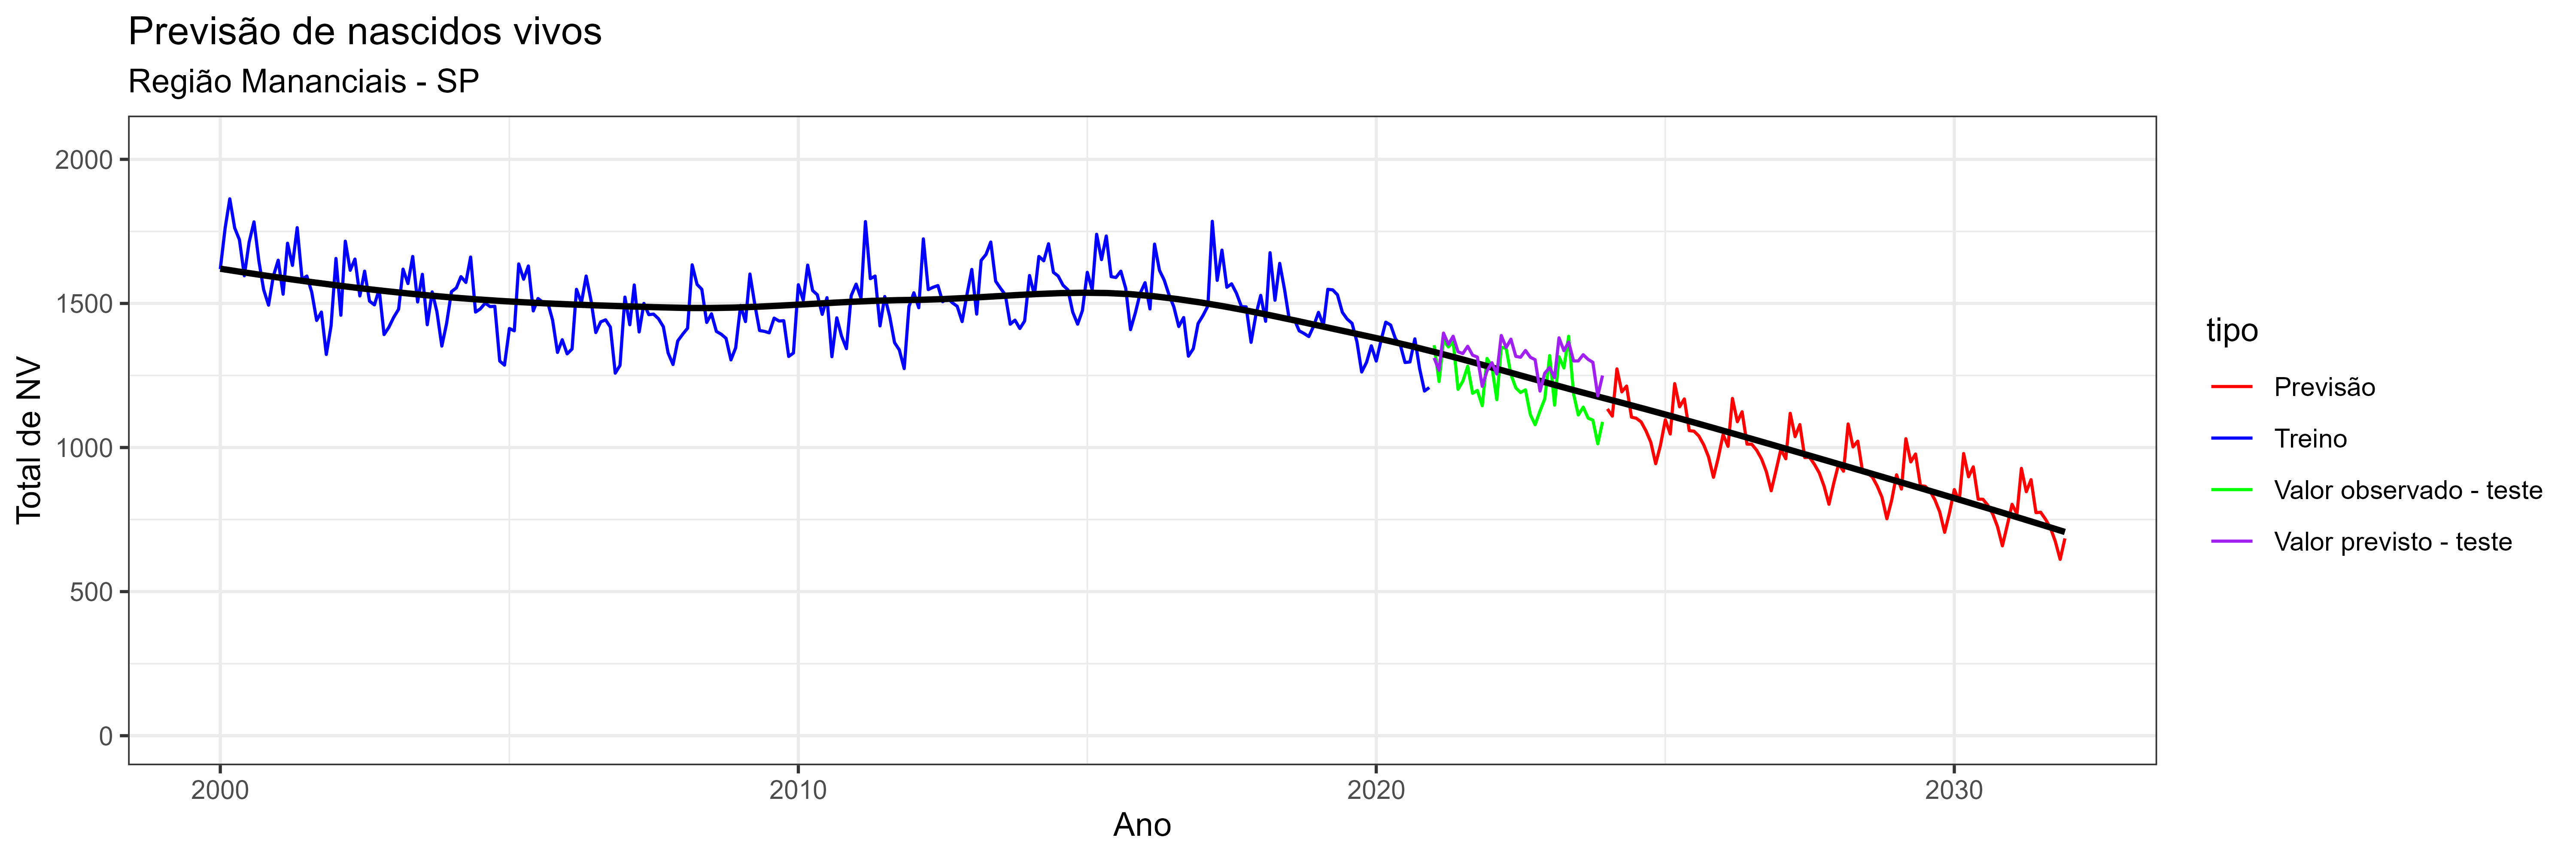 Previsão de nascidos vivos
Região Mananciais - SP
Total de NV
2000
1500
1000
500
0
2000
2010
2020
2030
Ano
tipo
Previsão
Treino
Valor observado - teste
Valor previsto - teste